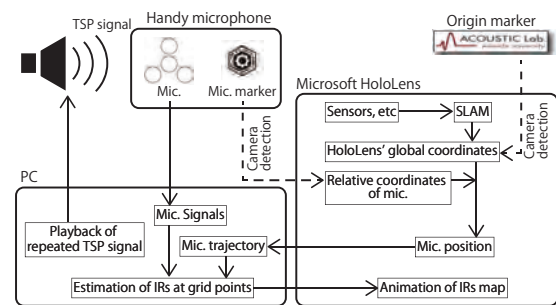 TSP signal
Handy microphone
Mic.
Mic. marker
Origin marker
ACOUSTIC Lab.
Microsoft HoloLens
Sensors, etc
SLAM
Camera
detection
HoloLens' global coordinates
Camera
detection
Relative coordinates
of mic.
PC
Mic. Signals
Playback of
repeated TSP signal
Mic. trajectory
Mic. position
Estimation of IRs at grid points
Animation of IRs map